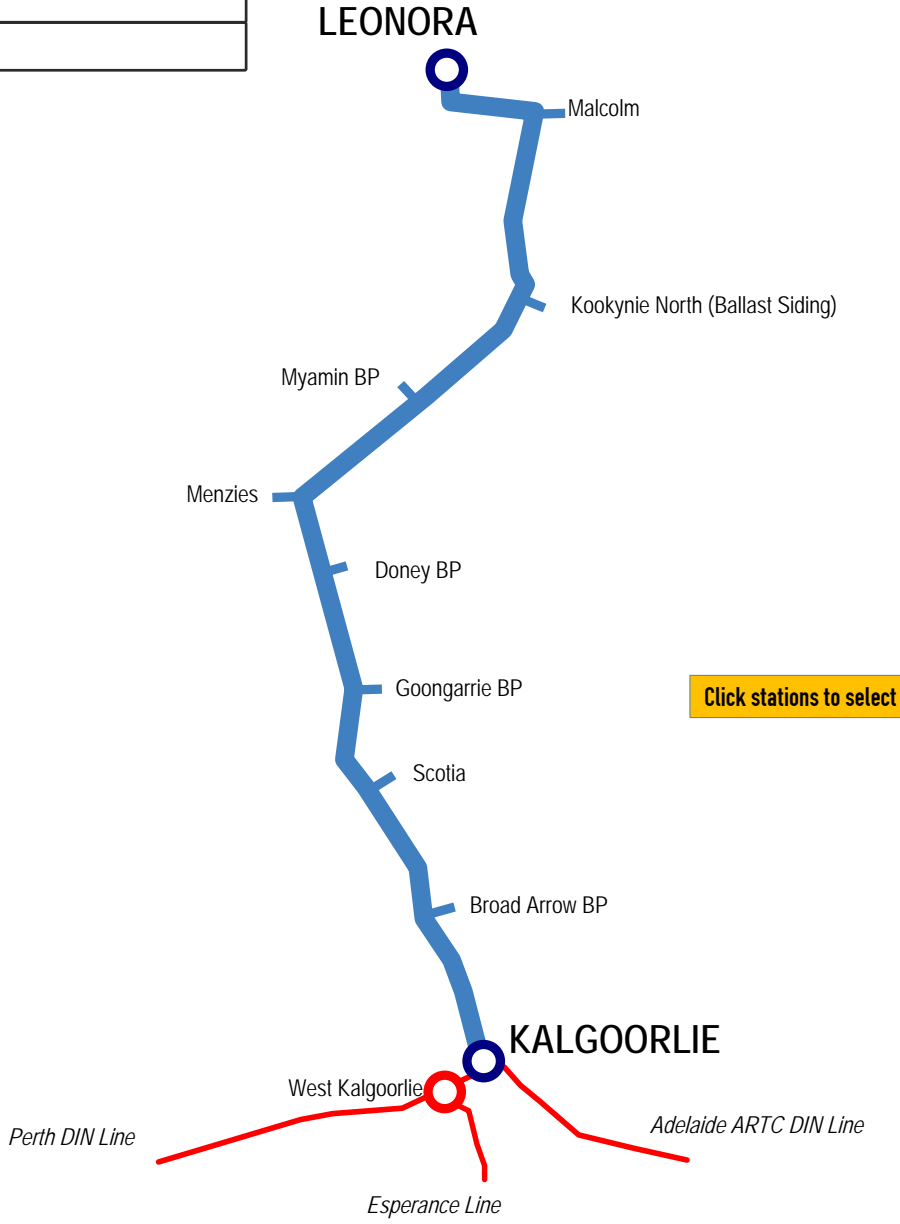 LEONORA
Malcolm
Kookynie North (Ballast Siding)
Myamin BP
Menzies
Doney BP
Goongarrie BP
Click stations to select
Scotia
Broad Arrow BP
KALGOORLIE
West Kalgoorlie
Perth DIN Line
Adelaide ARTC DIN Line
Esperance Line